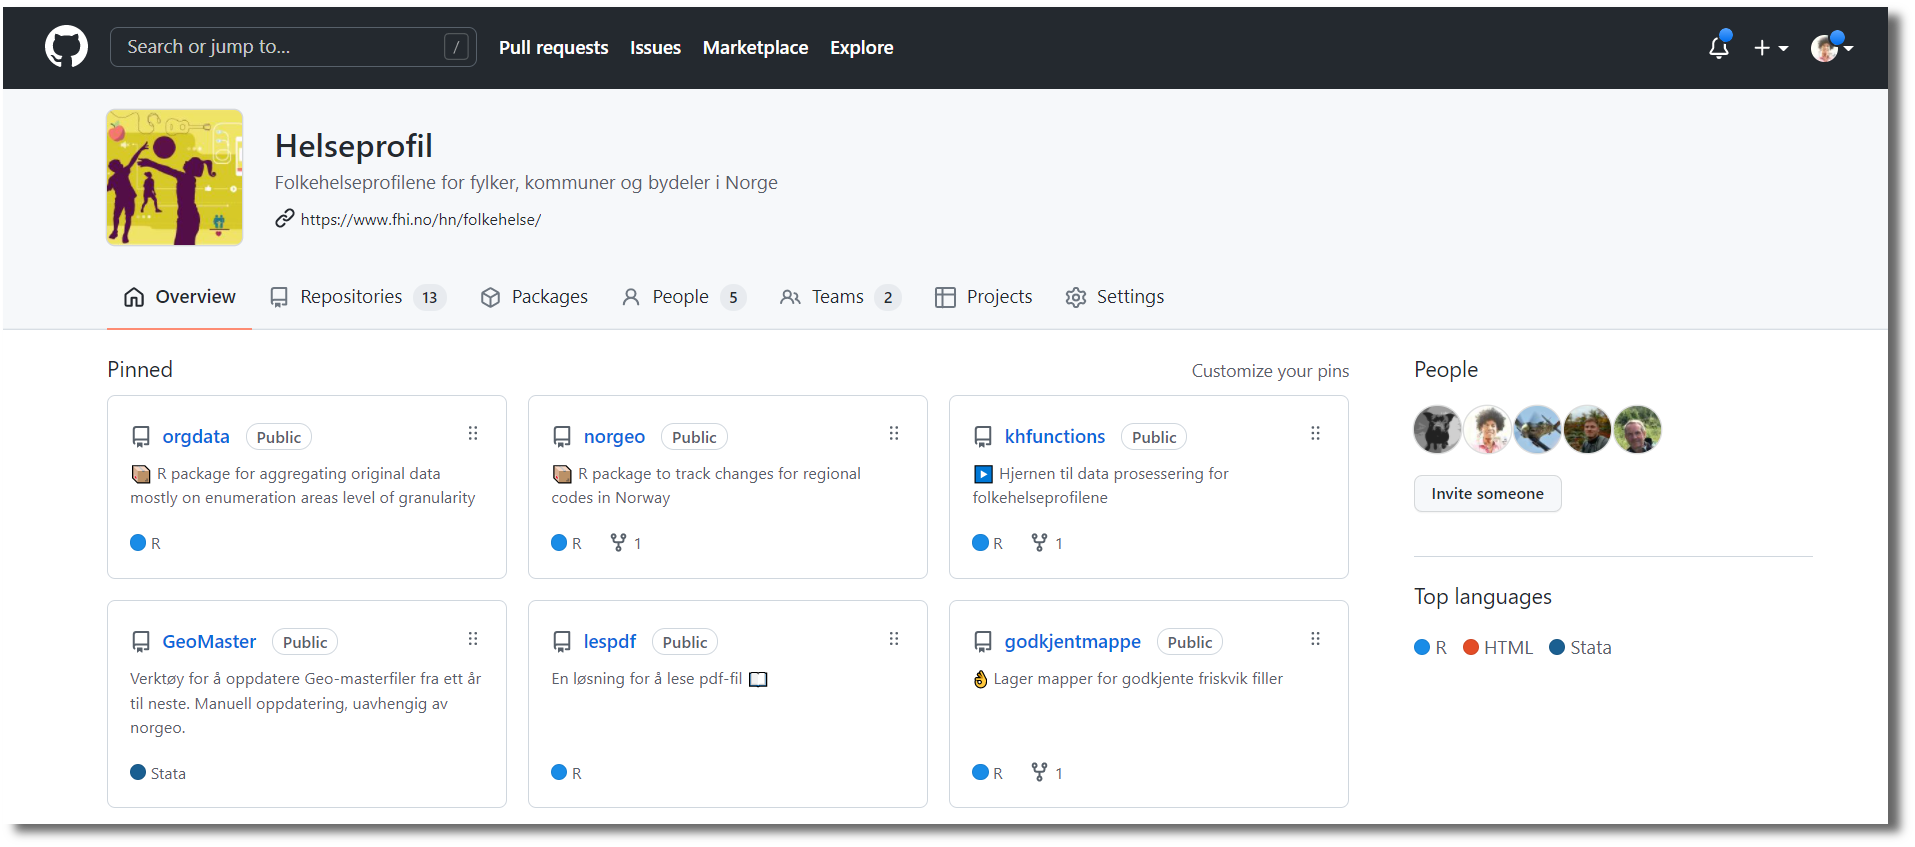 Search or jump to... /
Pull requests Issues Marketplace Explore
Helseprofil
Folkehelseprofilene for fylker, kommuner og bydeler i Norge
https://www.fhi.no/hn/folkehelse/
Overview Repositories 13 Packages People 5 Teams 2 Projects Settings
Pinned
Customize your pins
orgdata Public
R package for aggregating original data
mostly on enumeration areas level of granularity
R
norgeo Public
R package to track changes for regional
codes in Norway
R 1
khfunctions Public
Hjernen til data prosessering for
folkehelseprofilene
R 1
GeoMaster Public
Verktøy for å oppdatere Geo-masterfiler fra ett år
til neste. Manuell oppdatering, uavhengig av
norgeo.
Stata
lespdf Public
En løsning for å lese pdf-fil
R
godkjentmappe Public
Lager mapper for godkjente friskvik filler
R 1
People
Invite someone
Top languages
R HTML Stata